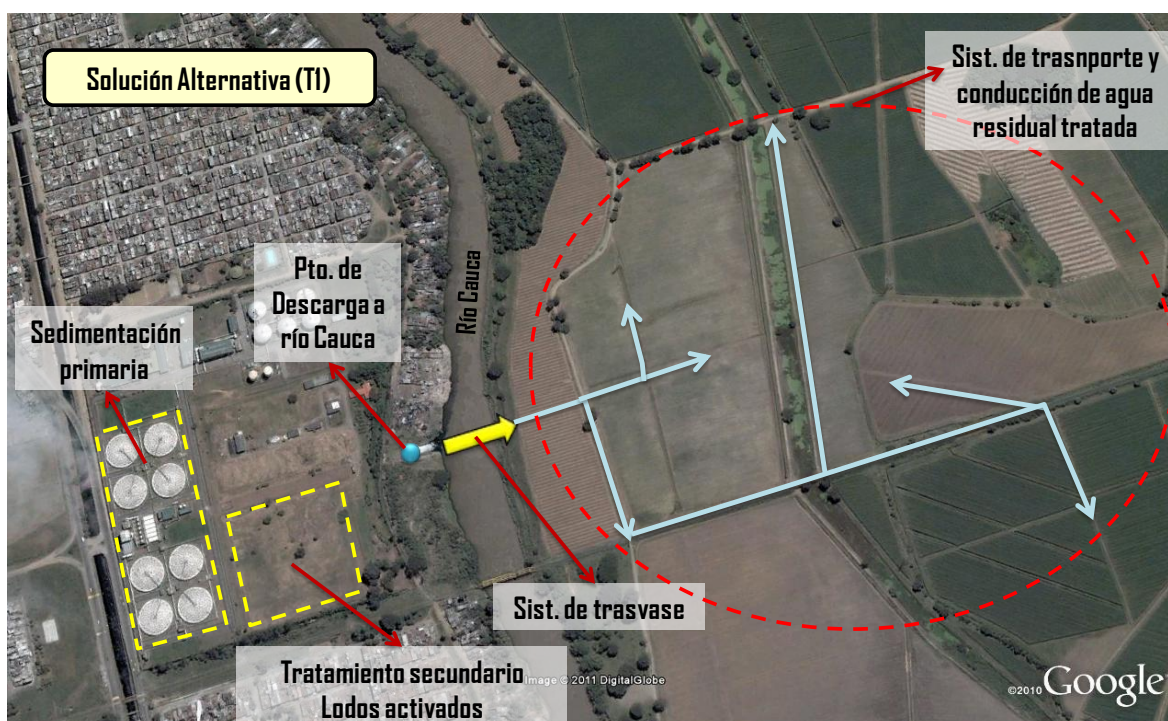 Solución Alternativa (T1)
Sist. de trasnporte y
conducción de agua
residual tratada
Pto. de
Descarga a
río Cauca
Río Cauca
Sedimentación
primaria
Sist. de trasvase
Tratamiento secundario
Lodos activados
Image © 2011 DigitalGlobe
©2010 Google